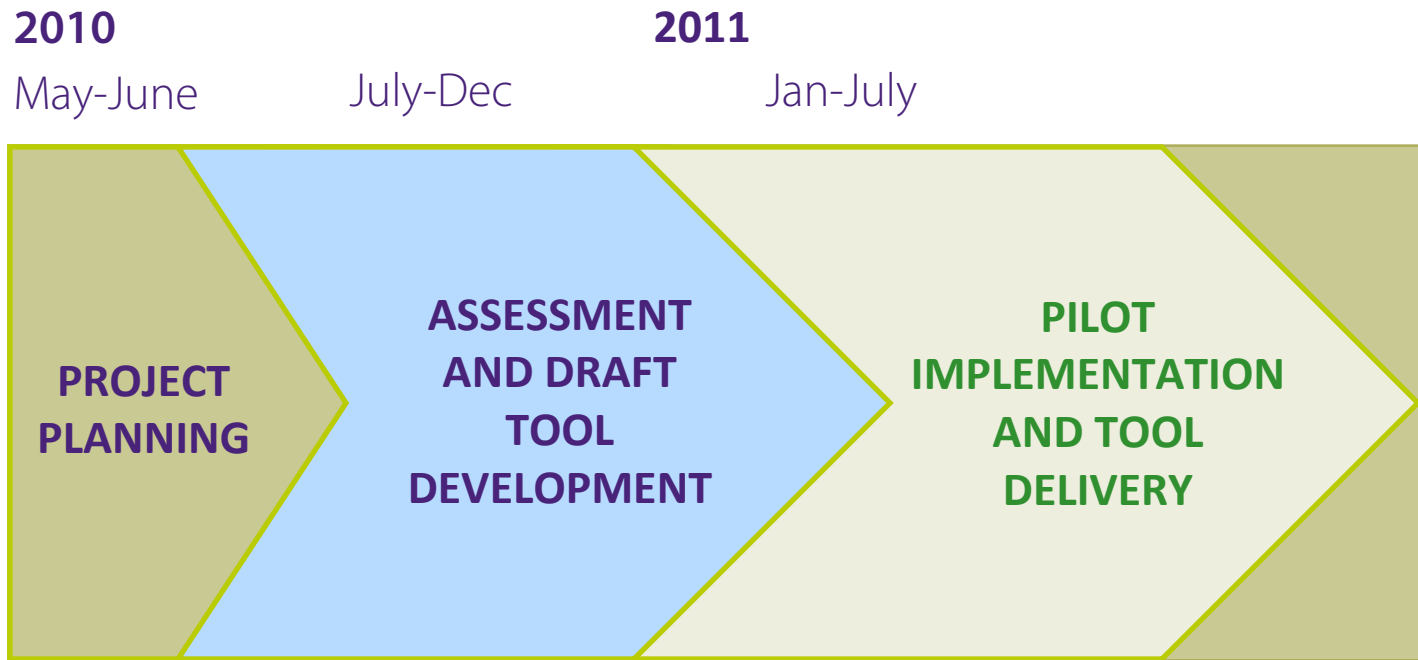 2010
2011
May-June
July-Dec
Jan-July
PROJECT
PLANNING
ASSESSMENT
AND DRAFT
TOOL
DEVELOPMENT
PILOT
IMPLEMENTATION
AND TOOL
DELIVERY